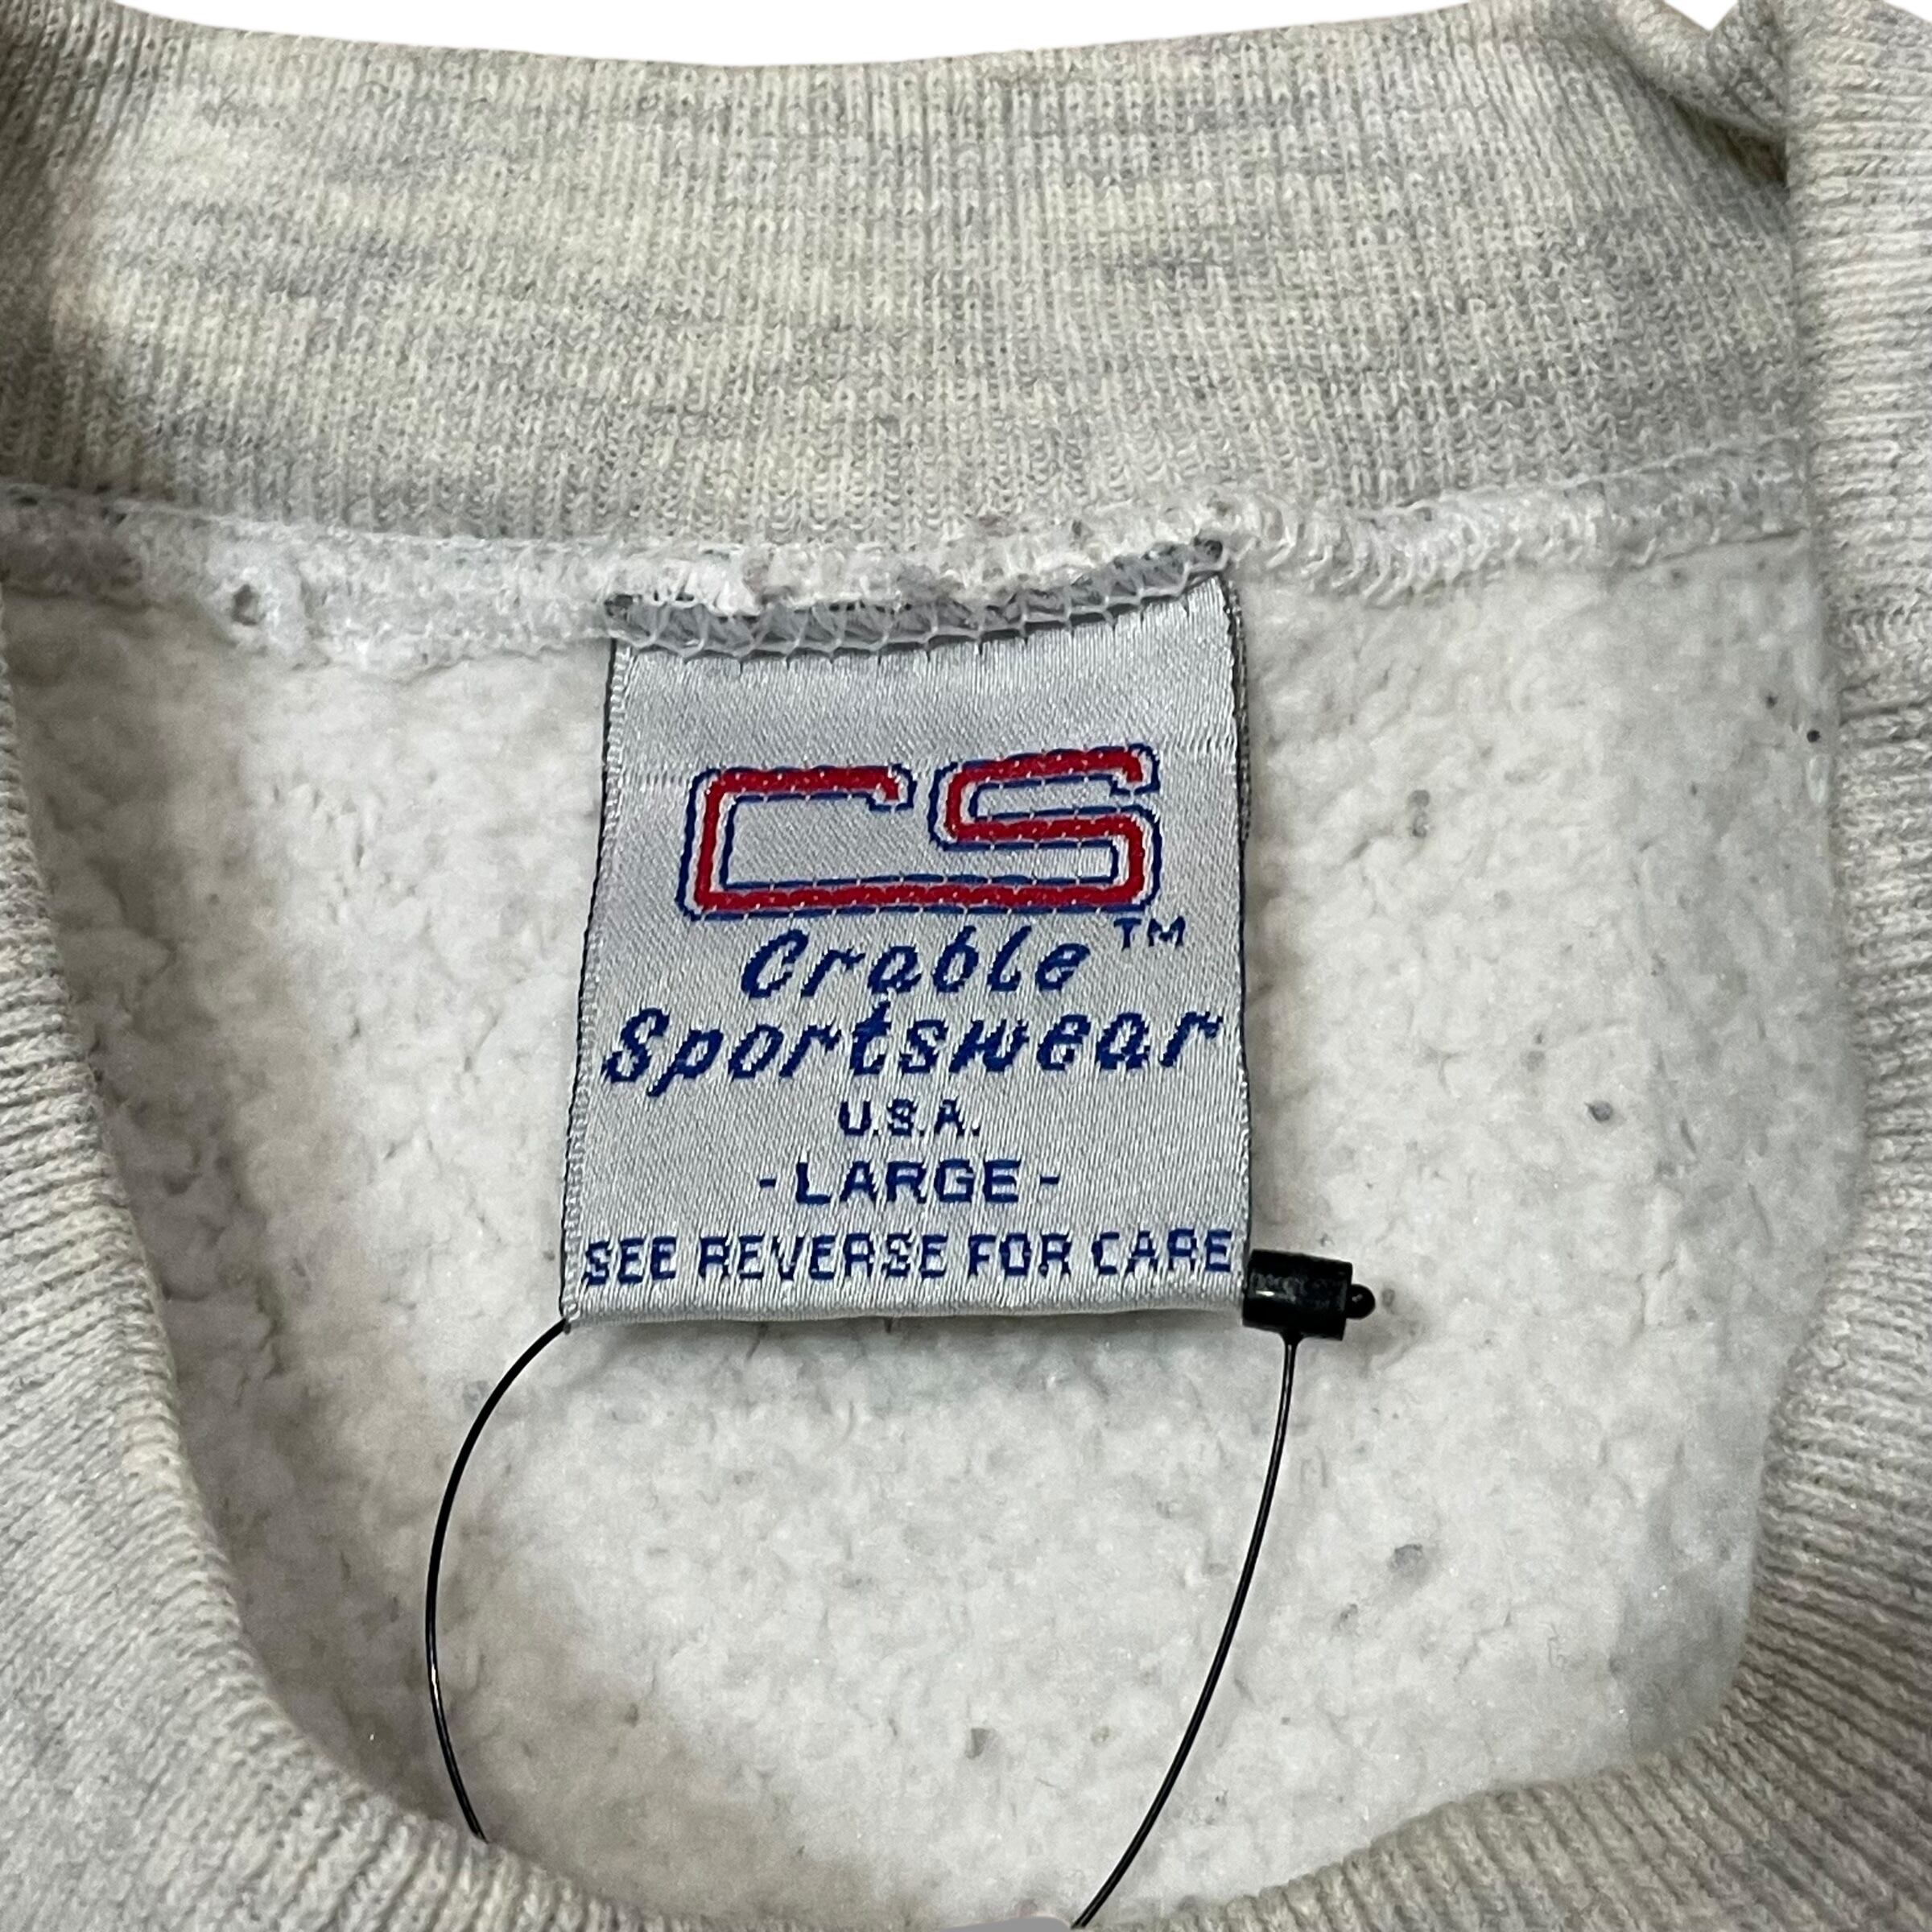 CS
Crable™
Sportswear
U.S.A.
-LARGE-
SEE REVERSE FOR CARE